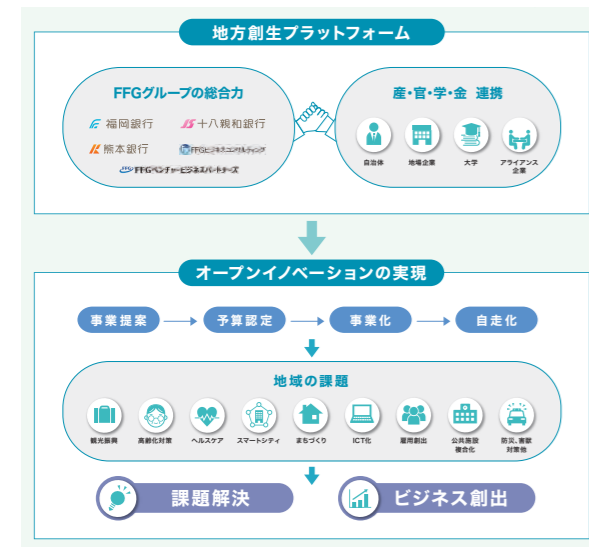 地方創生プラットフォーム
FFGグループの総合力
福岡銀行
十八親和銀行
熊本銀行
FFGビジネスコンサルティング
FFGベンチャービジネスパートナーズ
産・官・学・金 連携
自治体
地場企業
大学
アライアンス
企業
オープンイノベーションの実現
事業提案
予算認定
事業化
自走化
地域の課題
観光振興
高齢化対策
ヘルスケア
スマートシティ
まちづくり
ICT化
雇用創出
公共施設
複合化
防災、害獣
対策他
課題解決
ビジネス創出